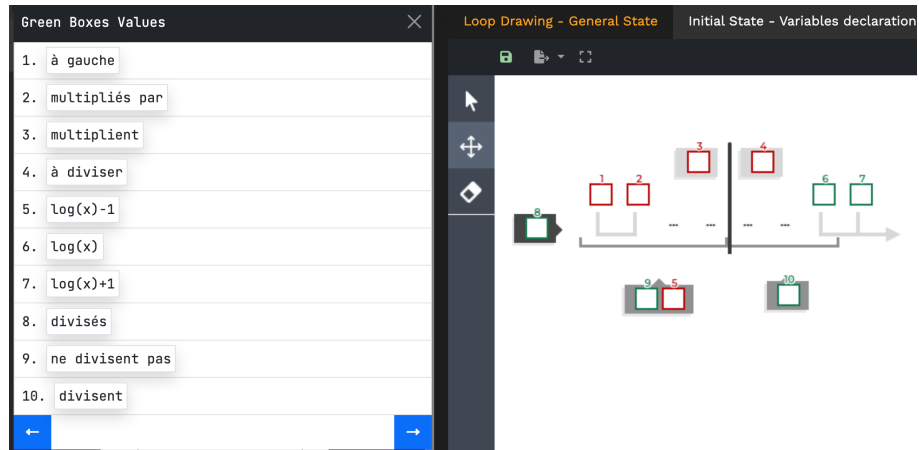 Green Boxes Values
1. à gauche
2. multipliés par
3. multiplient
4. à diviser
5. log(x)-1
6. log(x)
7. log(x)+1
8. divisés
9. ne divisent pas
10. divisent
Loop Drawing - General State
Initial State - Variables declaration
3 4
1 2 6 7
8
... ... ... ...
9 5 10